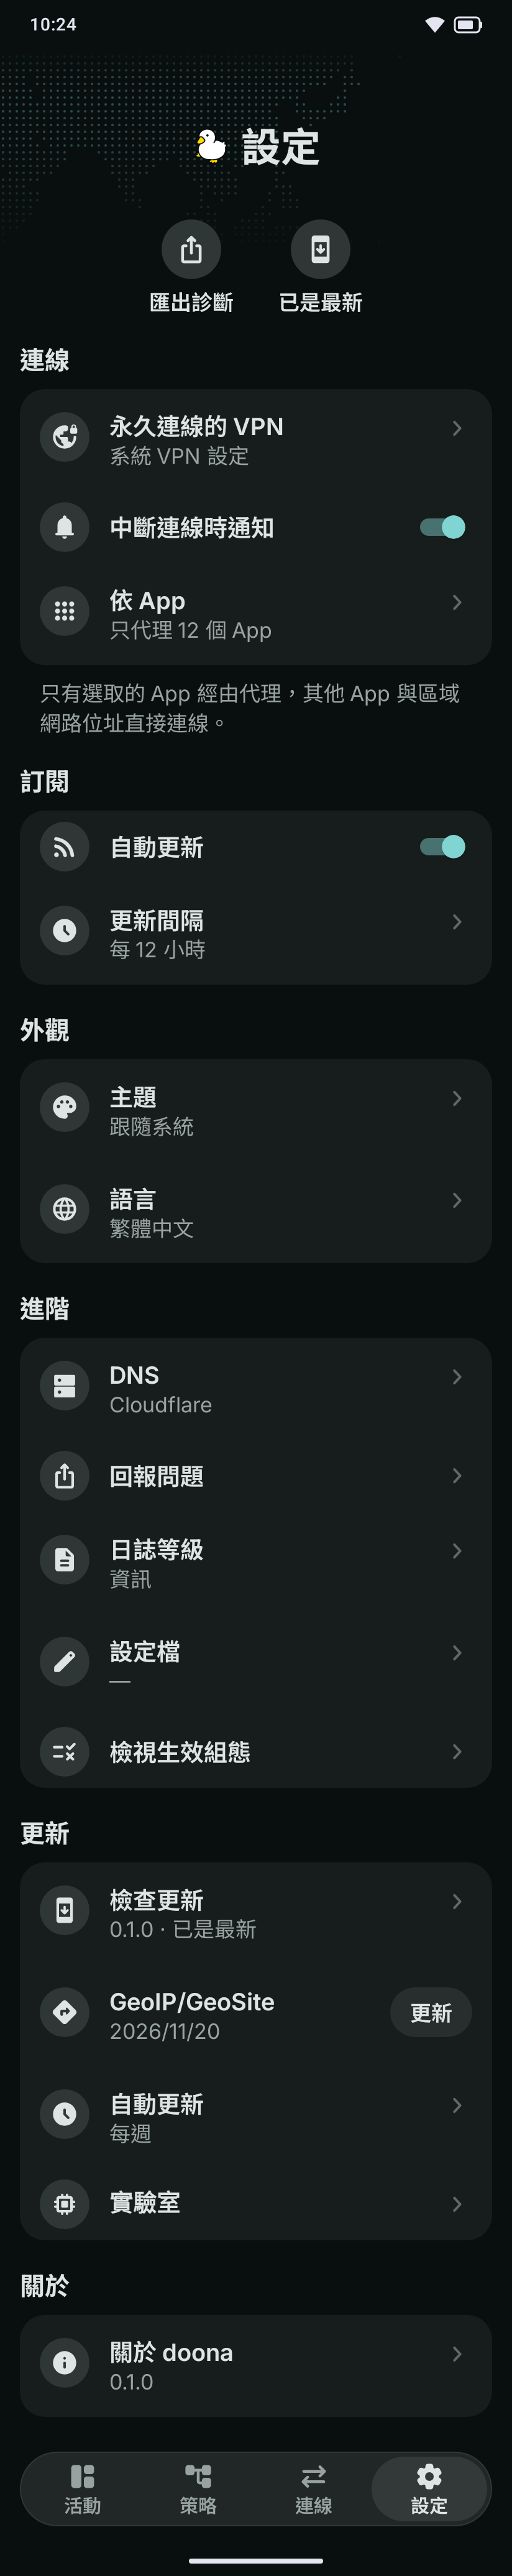 10:24
設定
匯出診斷
已是最新
連線
永久連線的 VPN
系統 VPN 設定
中斷連線時通知
依 App
只代理 12 個 App
只有選取的 App 經由代理，其他 App 與區域
網路位址直接連線。
訂閱
自動更新
更新間隔
每 12 小時
外觀
主題
跟隨系統
語言
繁體中文
進階
DNS
Cloudflare
回報問題
日誌等級
資訊
設定檔
—
檢視生效組態
更新
檢查更新
0.1.0 · 已是最新
GeoIP/GeoSite
2026/11/20
更新
自動更新
每週
實驗室
關於
關於 doona
0.1.0
活動
策略
連線
設定